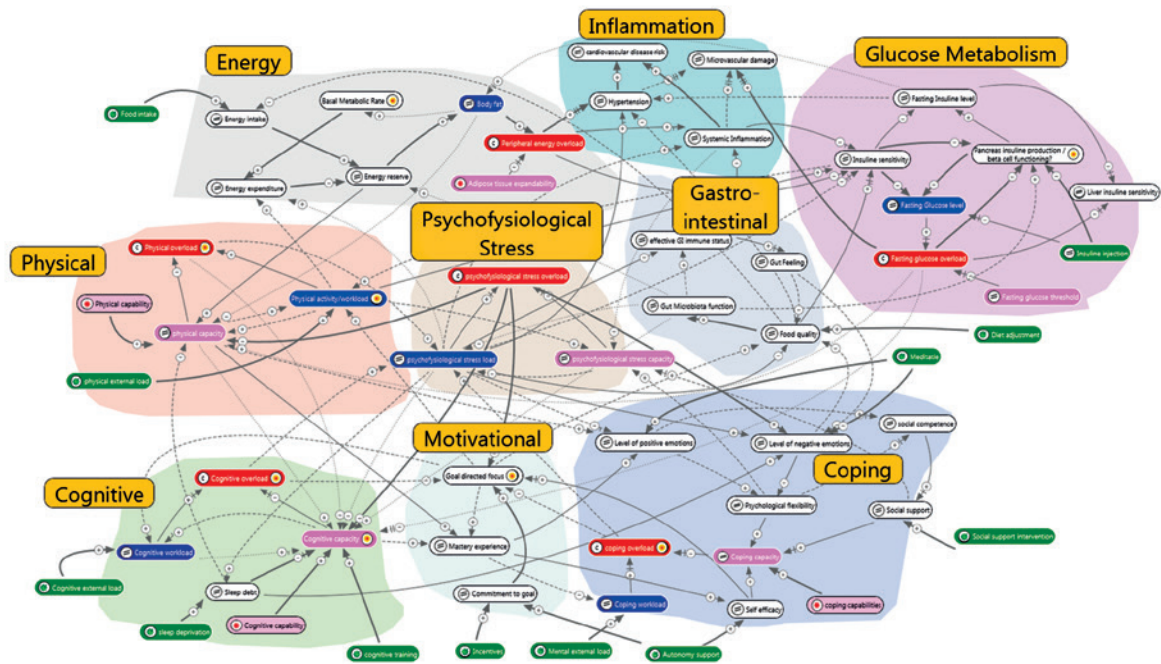 Inflammation
Energy
Glucose Metabolism
cardiovascular disease risk
Microvascular damage
Food intake
Basal Metabolic Rate
Body fat
Hypertension
Fasting Insuline level
Energy intake
Peripheral energy overload
Systemic Inflammation
Insuline sensitivity
Pancreas insuline production /
beta cell functioning?
Energy expenditure
Energy reserve
Adipose tissue expandability
Liver insuline sensitivity
Gastro-
intestinal
Fasting Glucose level
Psychofysiological
Stress
effective GI immune status
Physical
Physical overload
Gut Feeling
Fasting glucose overload
Insuline injection
psychofysiological stress overload
Physical capability
Physical activity/workload
Gut Microbiota function
Fasting glucose threshold
physical capacity
Food quality
Diet adjustment
psychofysiological stress load
psychofysiological stress capacity
Meditatie
physical external load
Motivational
Level of positive emotions
Level of negative emotions
social competence
Coping
Cognitive
Cognitive overload
Goal directed focus
Psychological flexibility
Social support
Cognitive capacity
Mastery experience
coping overload
Coping capacity
Social support intervention
Cognitive workload
Cognitive external load
Sleep debt
Commitment to goal
Coping workload
Self efficacy
coping capabilities
sleep deprivation
Cognitive capability
cognitive training
Incentives
Mental external load
Autonomy support